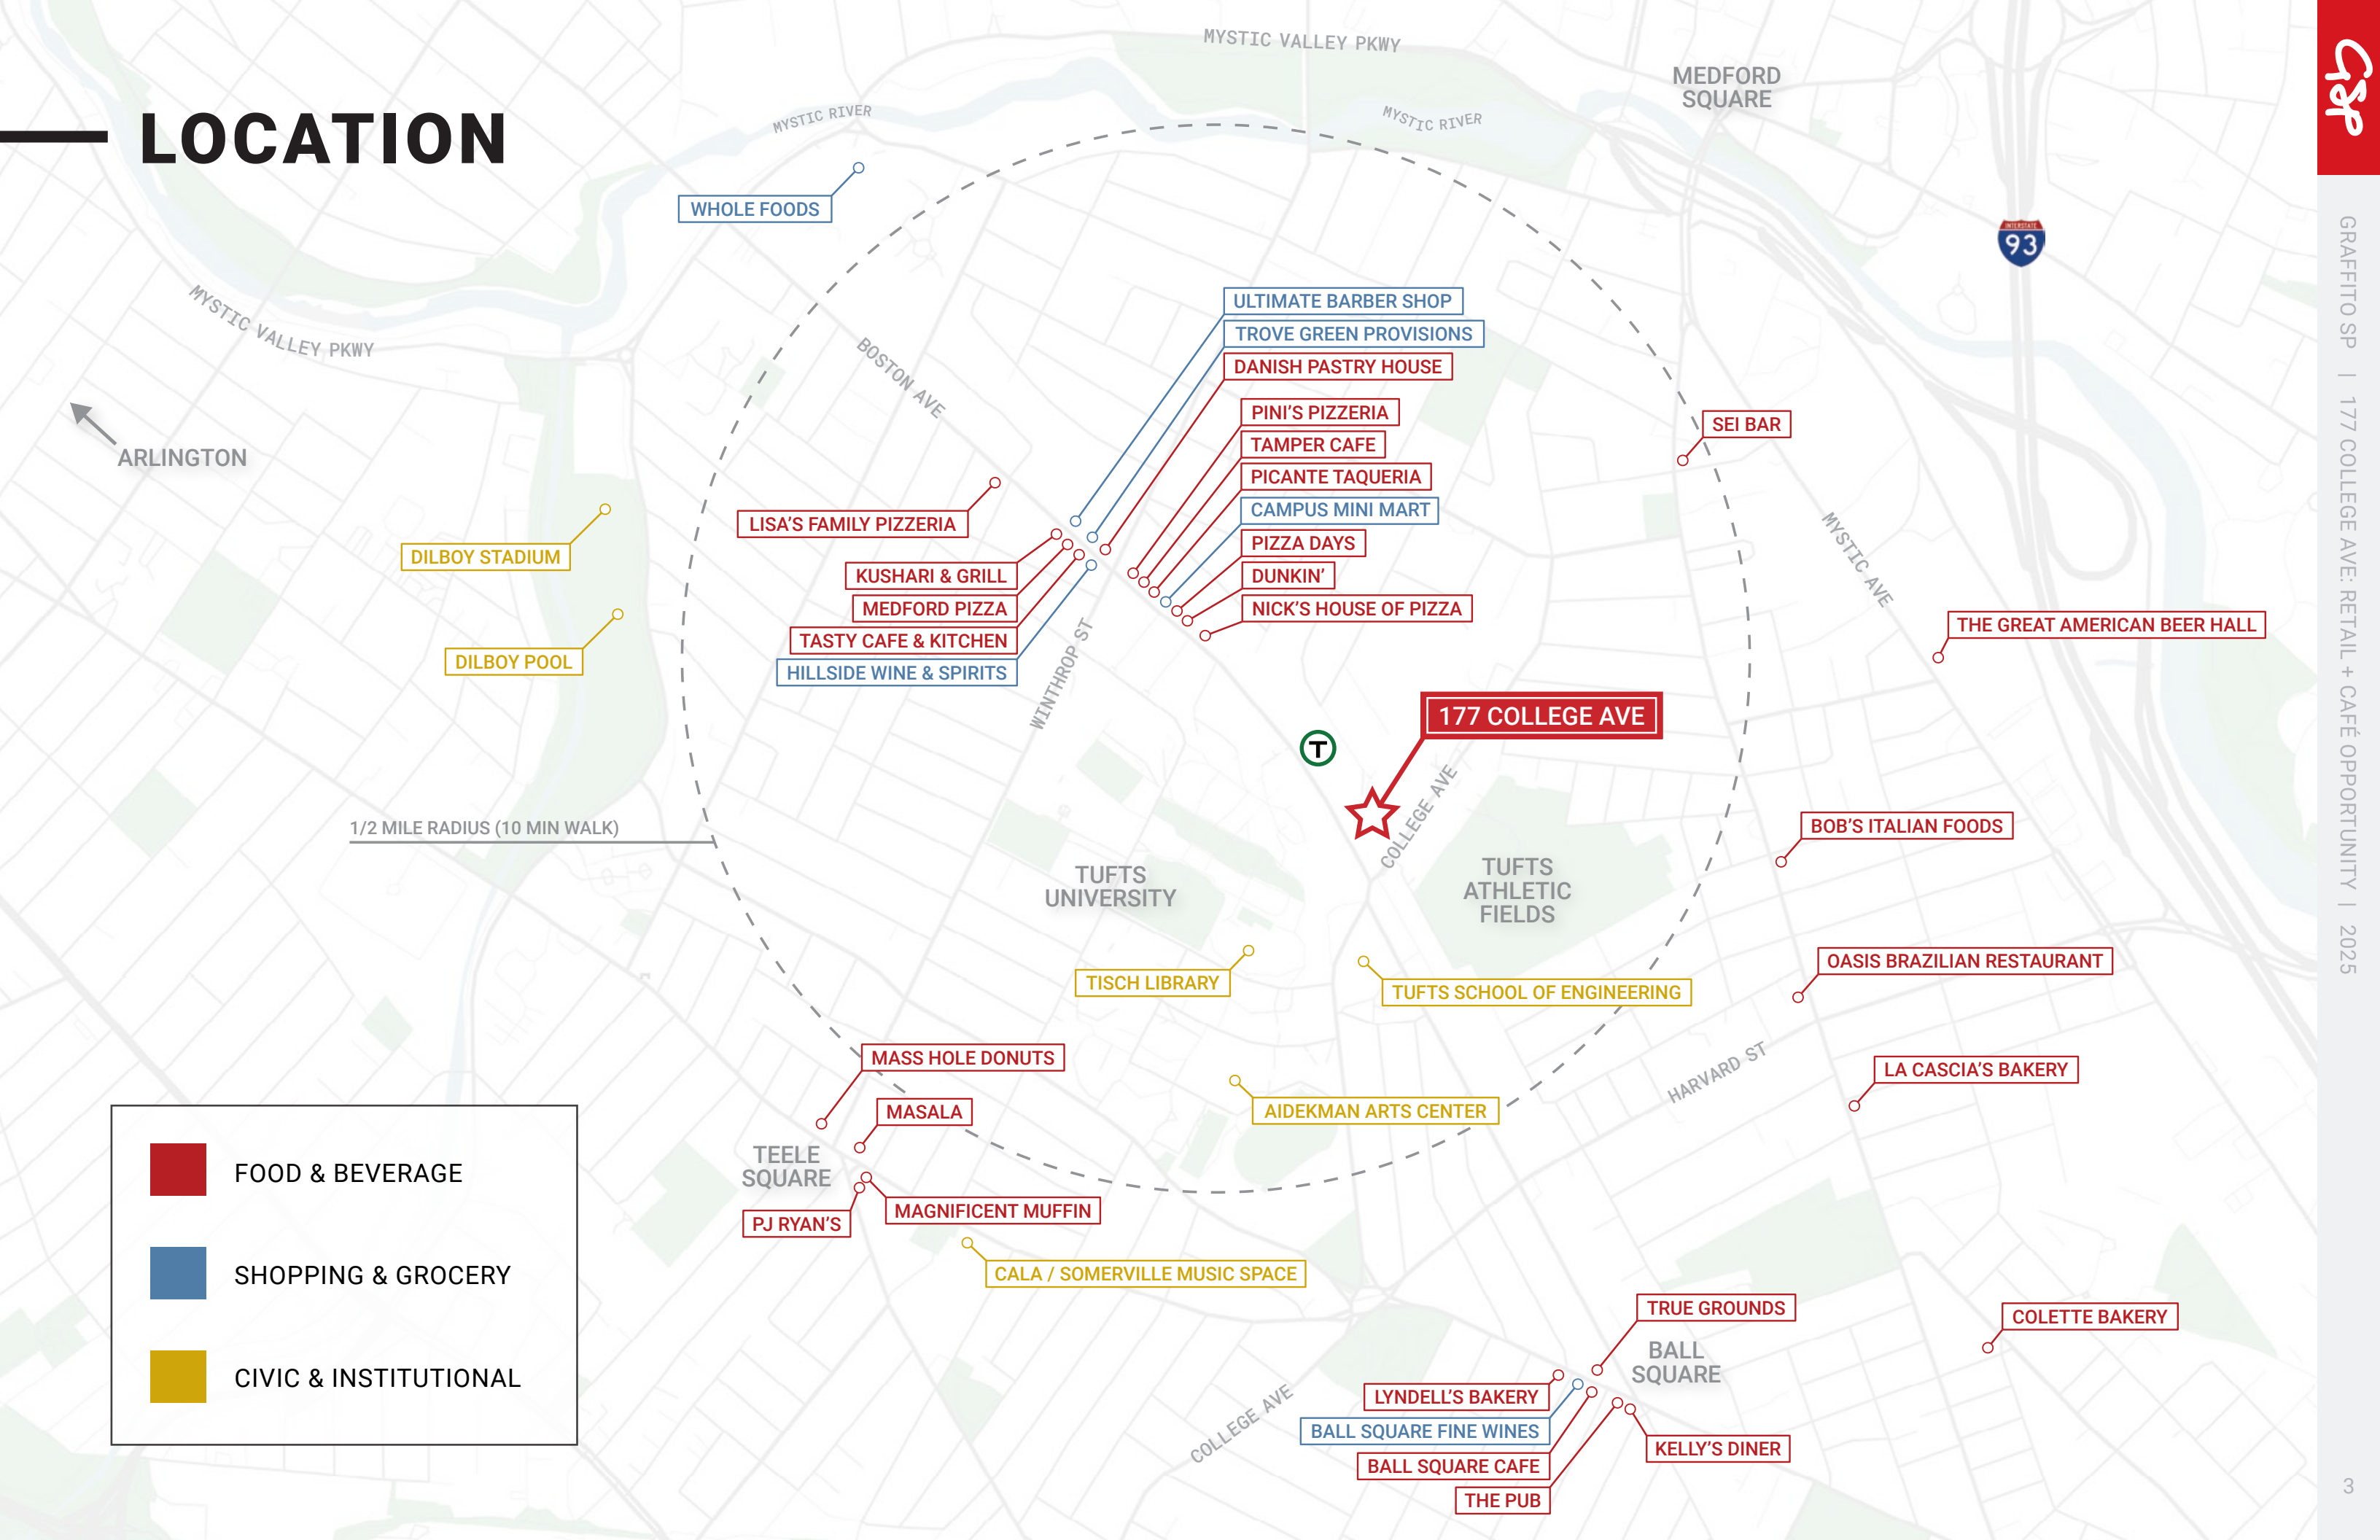 LOCATION
MYSTIC VALLEY PKWY
MEDFORD
SQUARE
MYSTIC RIVER
MYSTIC RIVER
WHOLE FOODS
INTERSTATE
93
MYSTIC VALLEY PKWY
ARLINGTON
BOSTON AVE
ULTIMATE BARBER SHOP
TROVE GREEN PROVISIONS
DANISH PASTRY HOUSE
PINI'S PIZZERIA
TAMPER CAFE
PICANTE TAQUERIA
CAMPUS MINI MART
PIZZA DAYS
DUNKIN'
NICK'S HOUSE OF PIZZA
SEI BAR
LISA'S FAMILY PIZZERIA
KUSHARI & GRILL
MEDFORD PIZZA
TASTY CAFE & KITCHEN
HILLSIDE WINE & SPIRITS
DILBOY STADIUM
DILBOY POOL
WINTHROP ST
MYSTIC AVE
THE GREAT AMERICAN BEER HALL
177 COLLEGE AVE
T
COLLEGE AVE
1/2 MILE RADIUS (10 MIN WALK)
BOB'S ITALIAN FOODS
TUFTS
UNIVERSITY
TUFTS
ATHLETIC
FIELDS
TISCH LIBRARY
TUFTS SCHOOL OF ENGINEERING
OASIS BRAZILIAN RESTAURANT
HARVARD ST
LA CASCIA'S BAKERY
MASS HOLE DONUTS
MASALA
AIDEKMAN ARTS CENTER
TEELE
SQUARE
MAGNIFICENT MUFFIN
PJ RYAN'S
CALA / SOMERVILLE MUSIC SPACE
TRUE GROUNDS
BALL
SQUARE
COLETTE BAKERY
LYNDELL'S BAKERY
BALL SQUARE FINE WINES
BALL SQUARE CAFE
THE PUB
KELLY'S DINER
COLLEGE AVE
FOOD & BEVERAGE
SHOPPING & GROCERY
CIVIC & INSTITUTIONAL
GSP
GRAFFITO SP | 177 COLLEGE AVE: RETAIL + CAFÉ OPPORTUNITY | 2025
3